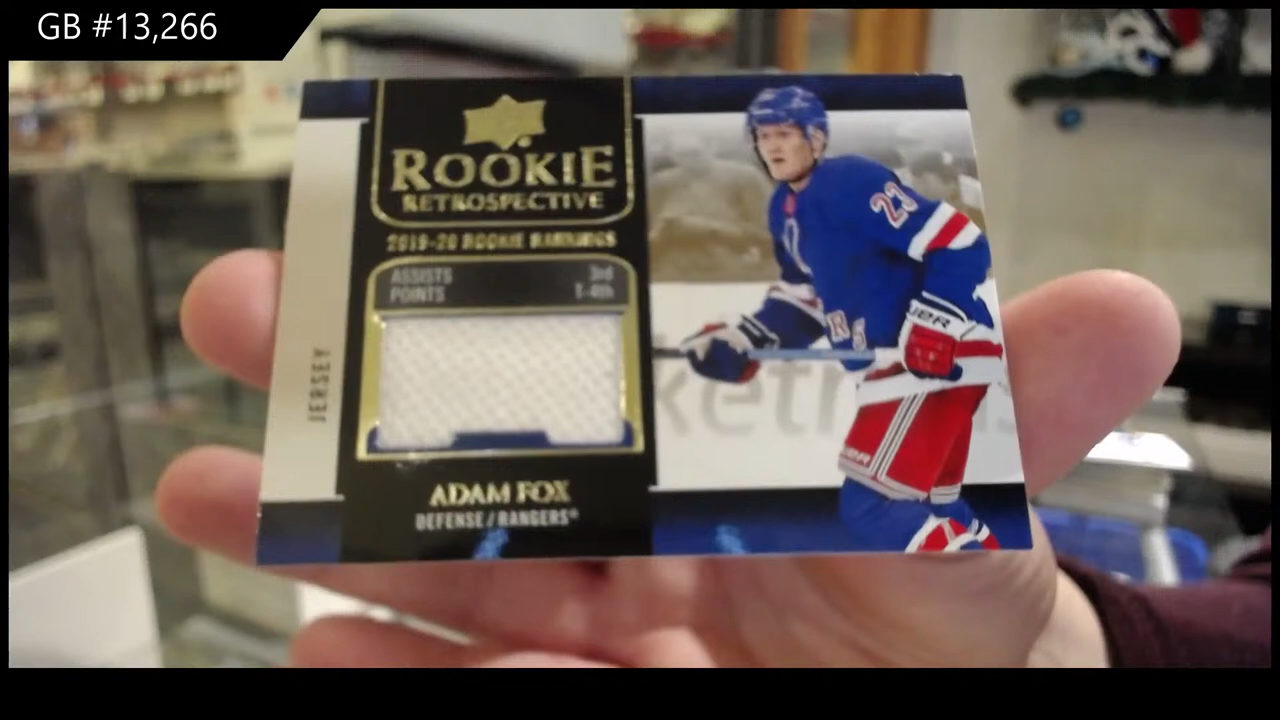 GB #13,266
ROOKIE
RETROSPECTIVE
2019-20 ROOKIE RANKINGS
ASSISTS 3rd
POINTS T-4th
JERSEY
ADAM FOX
DEFENSE / RANGERS®
23
R S
UER